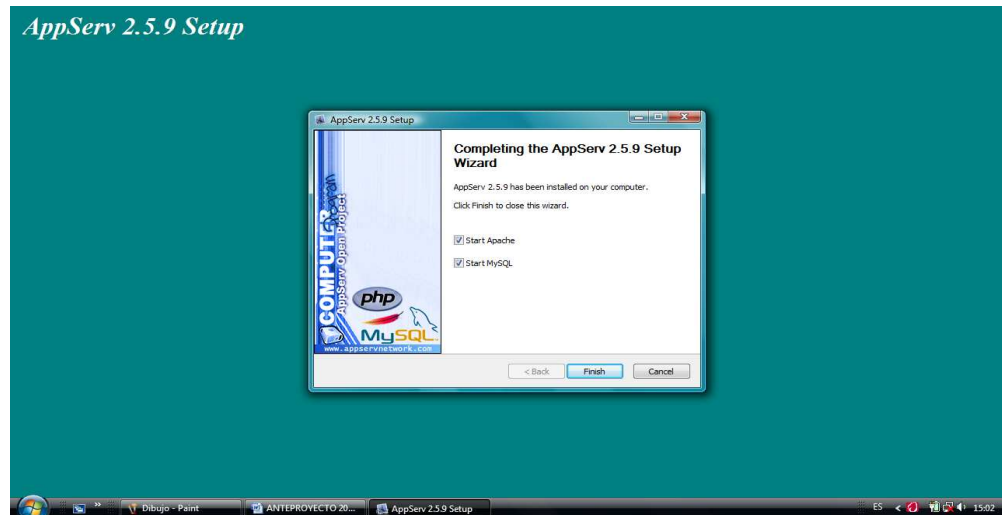 AppServ 2.5.9 Setup
AppServ 2.5.9 Setup
Completing the AppServ 2.5.9 Setup
Wizard
AppServ 2.5.9 has been installed on your computer.
Click Finish to close this wizard.
Start Apache
Start MySQL
COMPUTER
Program
AppServ Open Project
php
MySQL
www.appservnetwork.com
< Back
Finish
Cancel
Dibujo - Paint
ANTEPROYECTO 20...
AppServ 2.5.9 Setup
ES
15:02